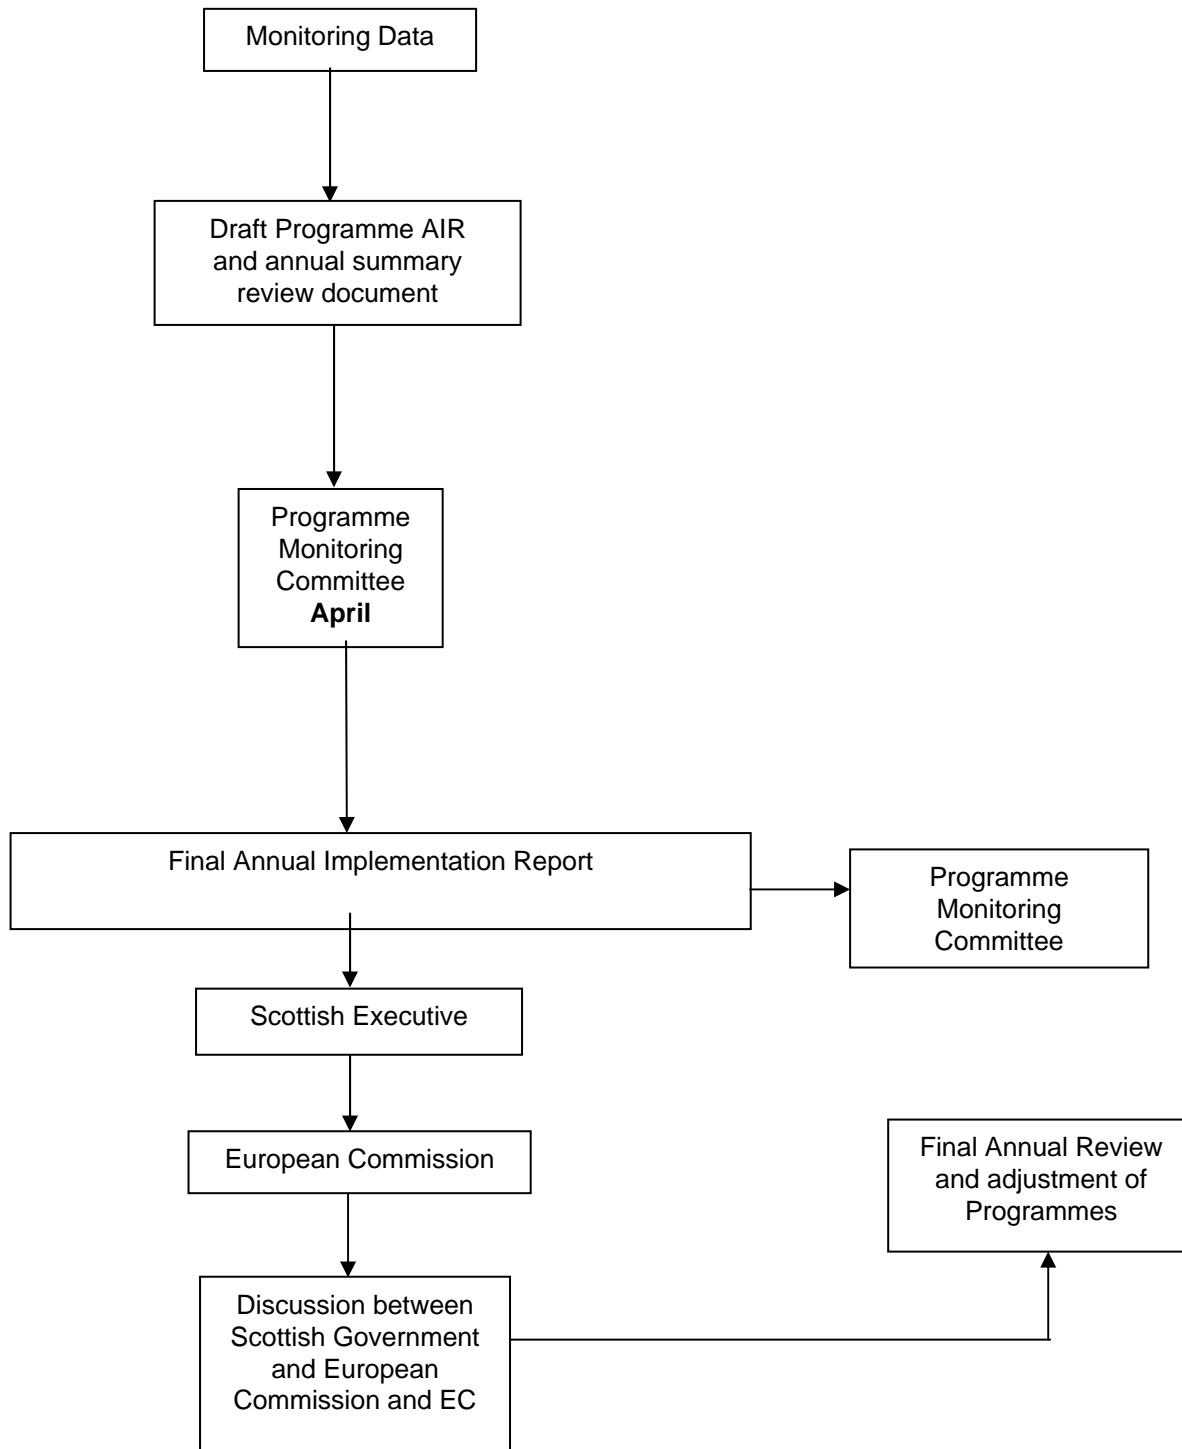 Monitoring Data
Draft Programme AIR
and annual summary
review document
Programme
Monitoring
Committee
April
Final Annual Implementation Report
Programme
Monitoring
Committee
Scottish Executive
European Commission
Final Annual Review
and adjustment of
Programmes
Discussion between
Scottish Government
and European
Commission and EC